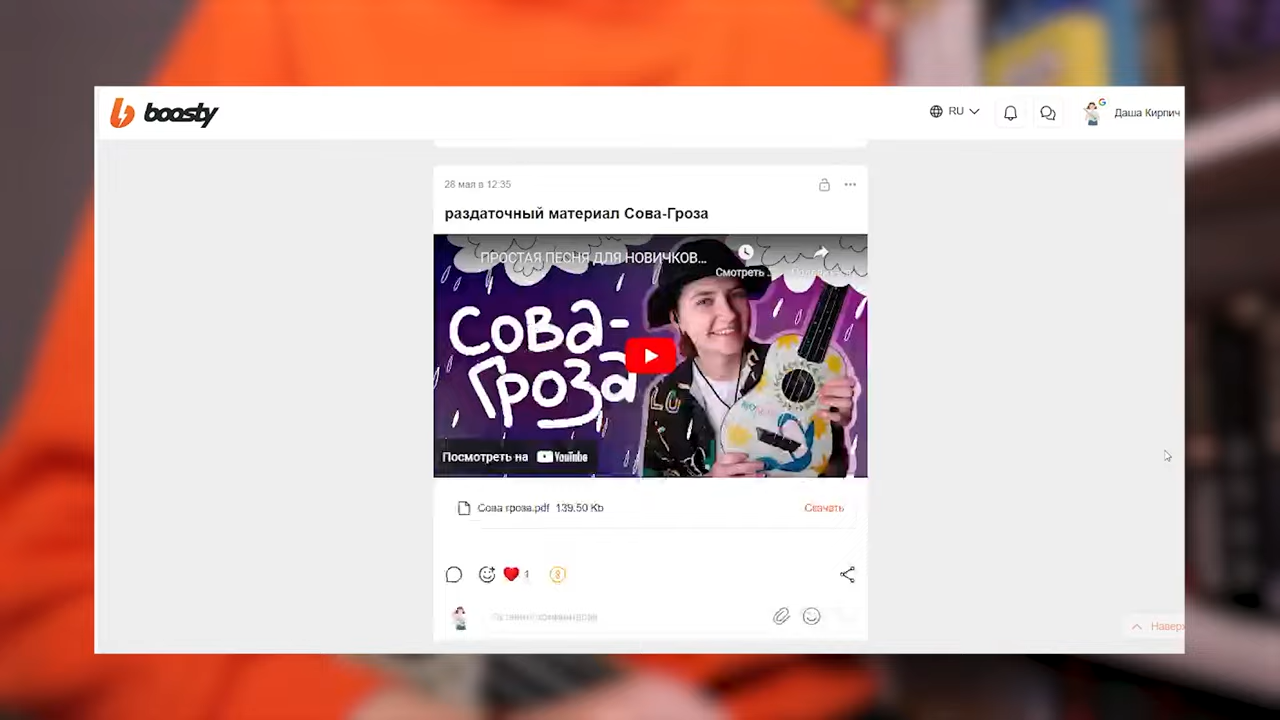 boosty
RU
Даша Кирпич
28 мая в 12:35
раздаточный материал Сова-Гроза
ПРОСТАЯ ПЕСНЯ ДЛЯ НОВИЧКОВ...
Смотреть ...
СОВА-
ГРОЗА
Посмотреть на YouTube
Сова гроза.pdf 139.50 Kb
Скачать
1
Наверх